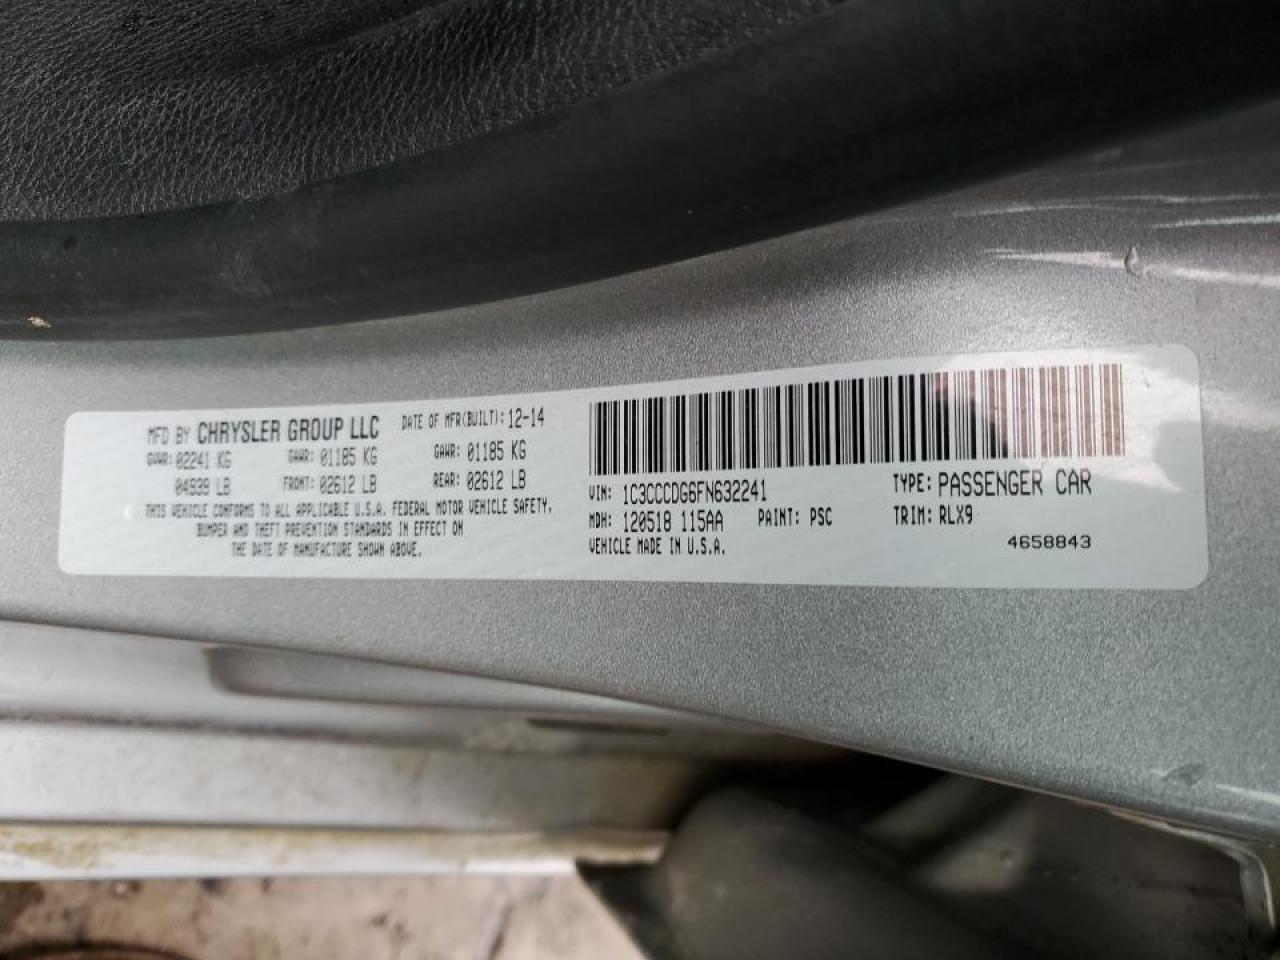 MFD BY CHRYSLER GROUP LLC DATE OF MFR(BUILT): 12-14
GVWR: 02241 KG GAWR: 01185 KG GAWR: 01185 KG
04939 LB FRONT: 02612 LB REAR: 02612 LB
THIS VEHICLE CONFORMS TO ALL APPLICABLE U.S.A. FEDERAL MOTOR VEHICLE SAFETY,
BUMPER AND THEFT PREVENTION STANDARDS IN EFFECT ON
THE DATE OF MANUFACTURE SHOWN ABOVE.
VIN: 1C3CCCDG6FN632241 TYPE: PASSENGER CAR
MDH: 120518 115AA PAINT: PSC TRIM: RLX9
VEHICLE MADE IN U.S.A. 4658843